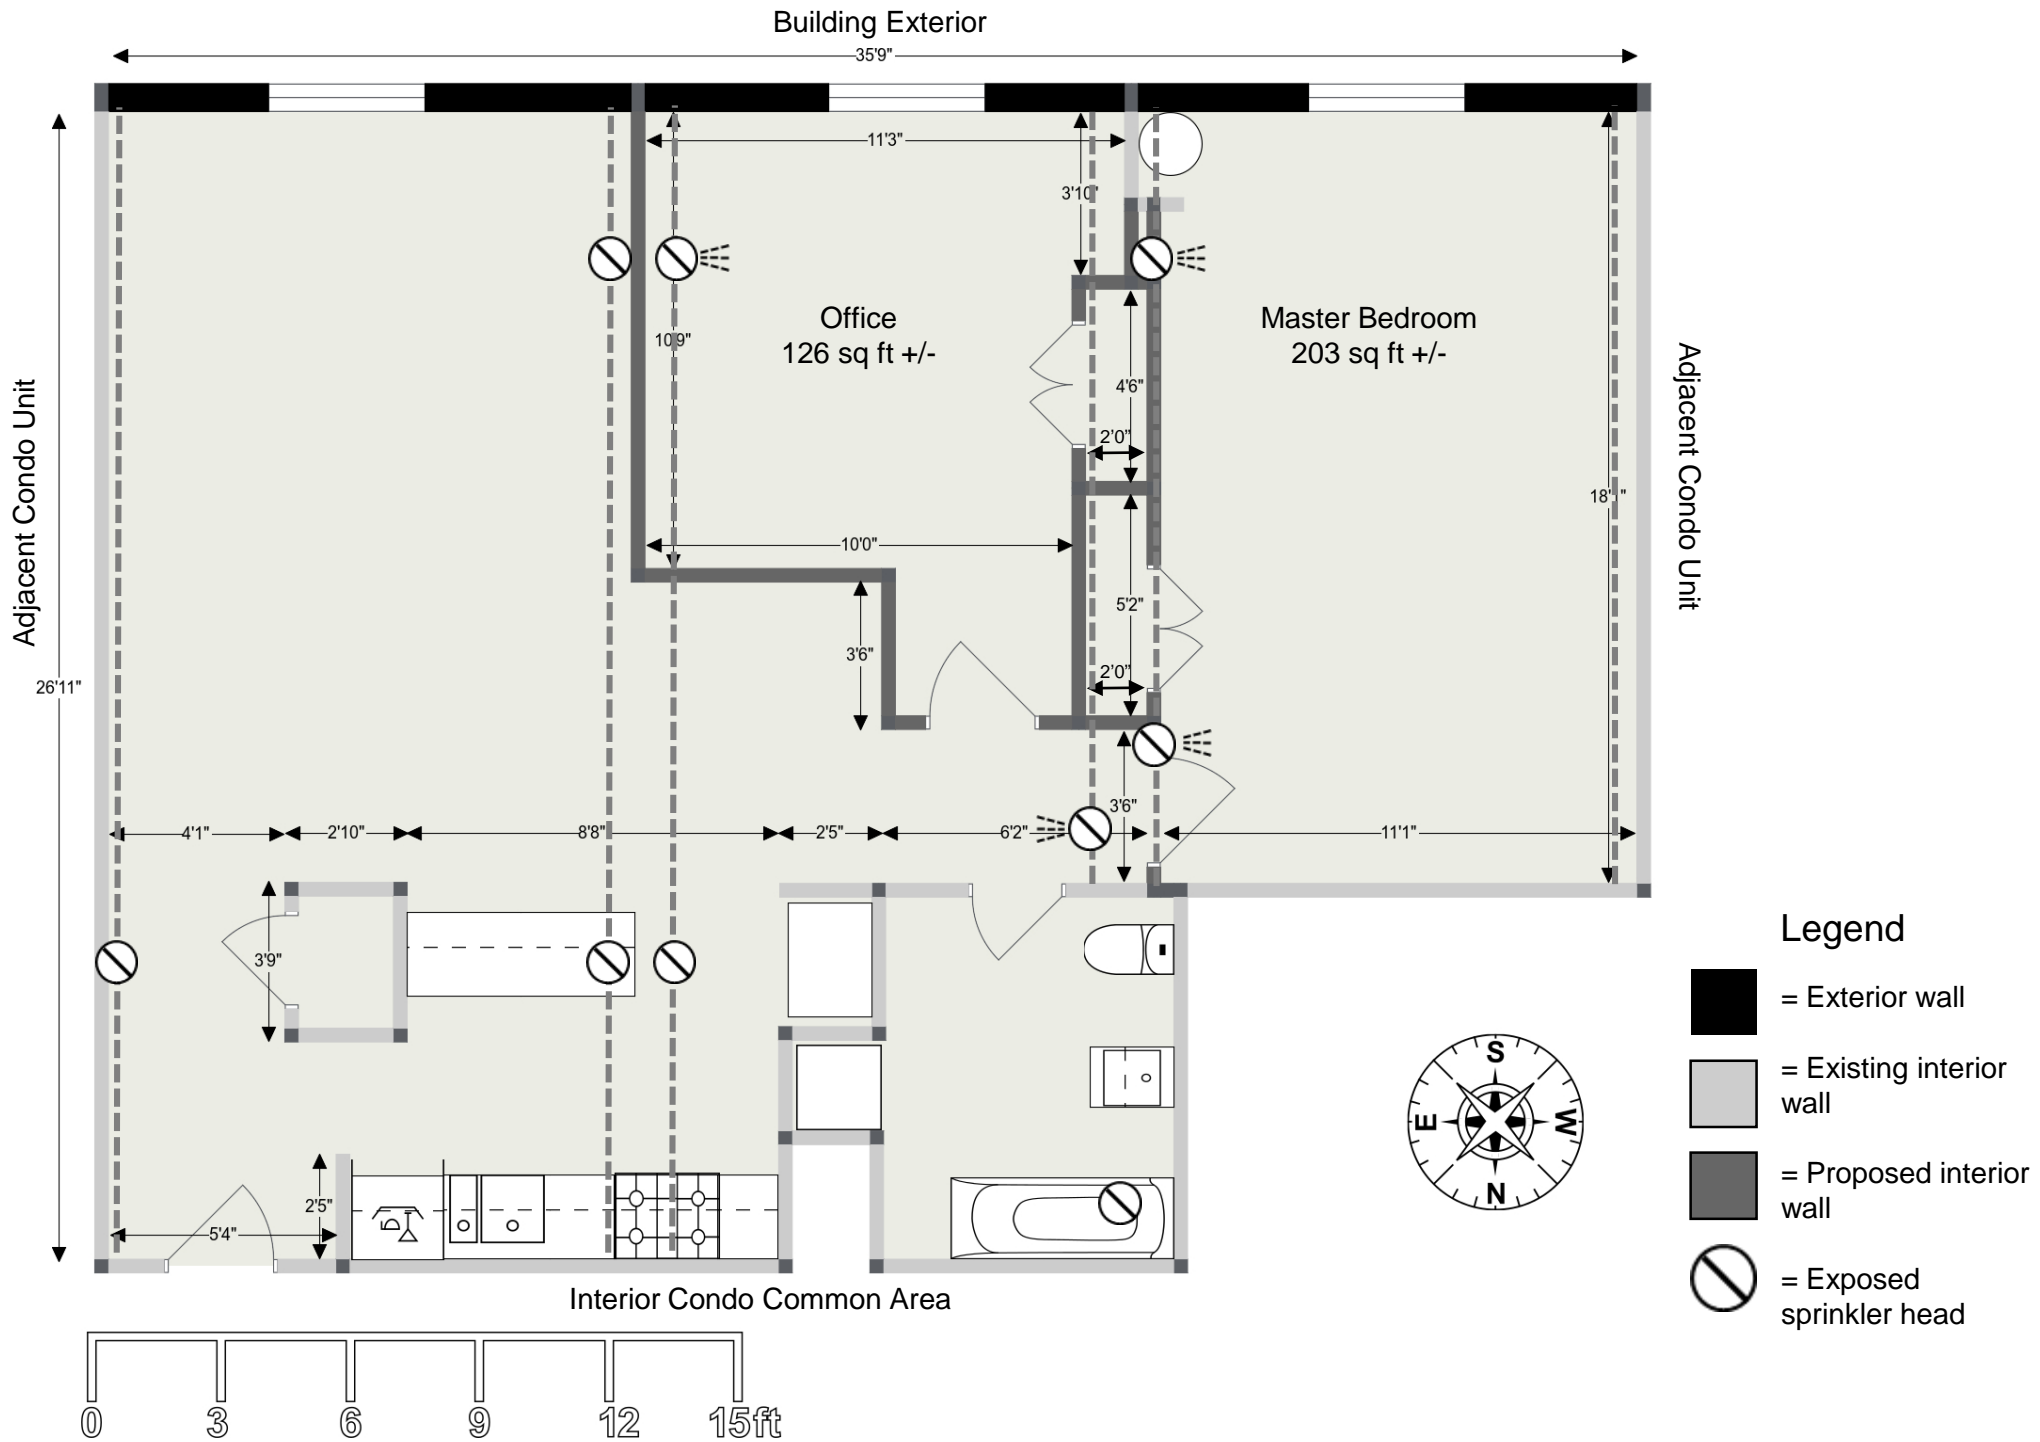 Building Exterior
35'9"
11'3"
3'10"
Office
126 sq ft +/-
Master Bedroom
203 sq ft +/-
10'9"
Adjacent Condo Unit
Adjacent Condo Unit
4'6"
2'0"
10'0"
5'2"
3'6"
2'0"
26'11"
3'6"
4'1"
2'10"
8'8"
2'5"
6'2"
11'1"
3'9"
2'5"
5'4"
D
Interior Condo Common Area
0 3 6 9 12 15ft
S
E
W
N
Legend
= Exterior wall
= Existing interior
wall
= Proposed interior
wall
= Exposed
sprinkler head